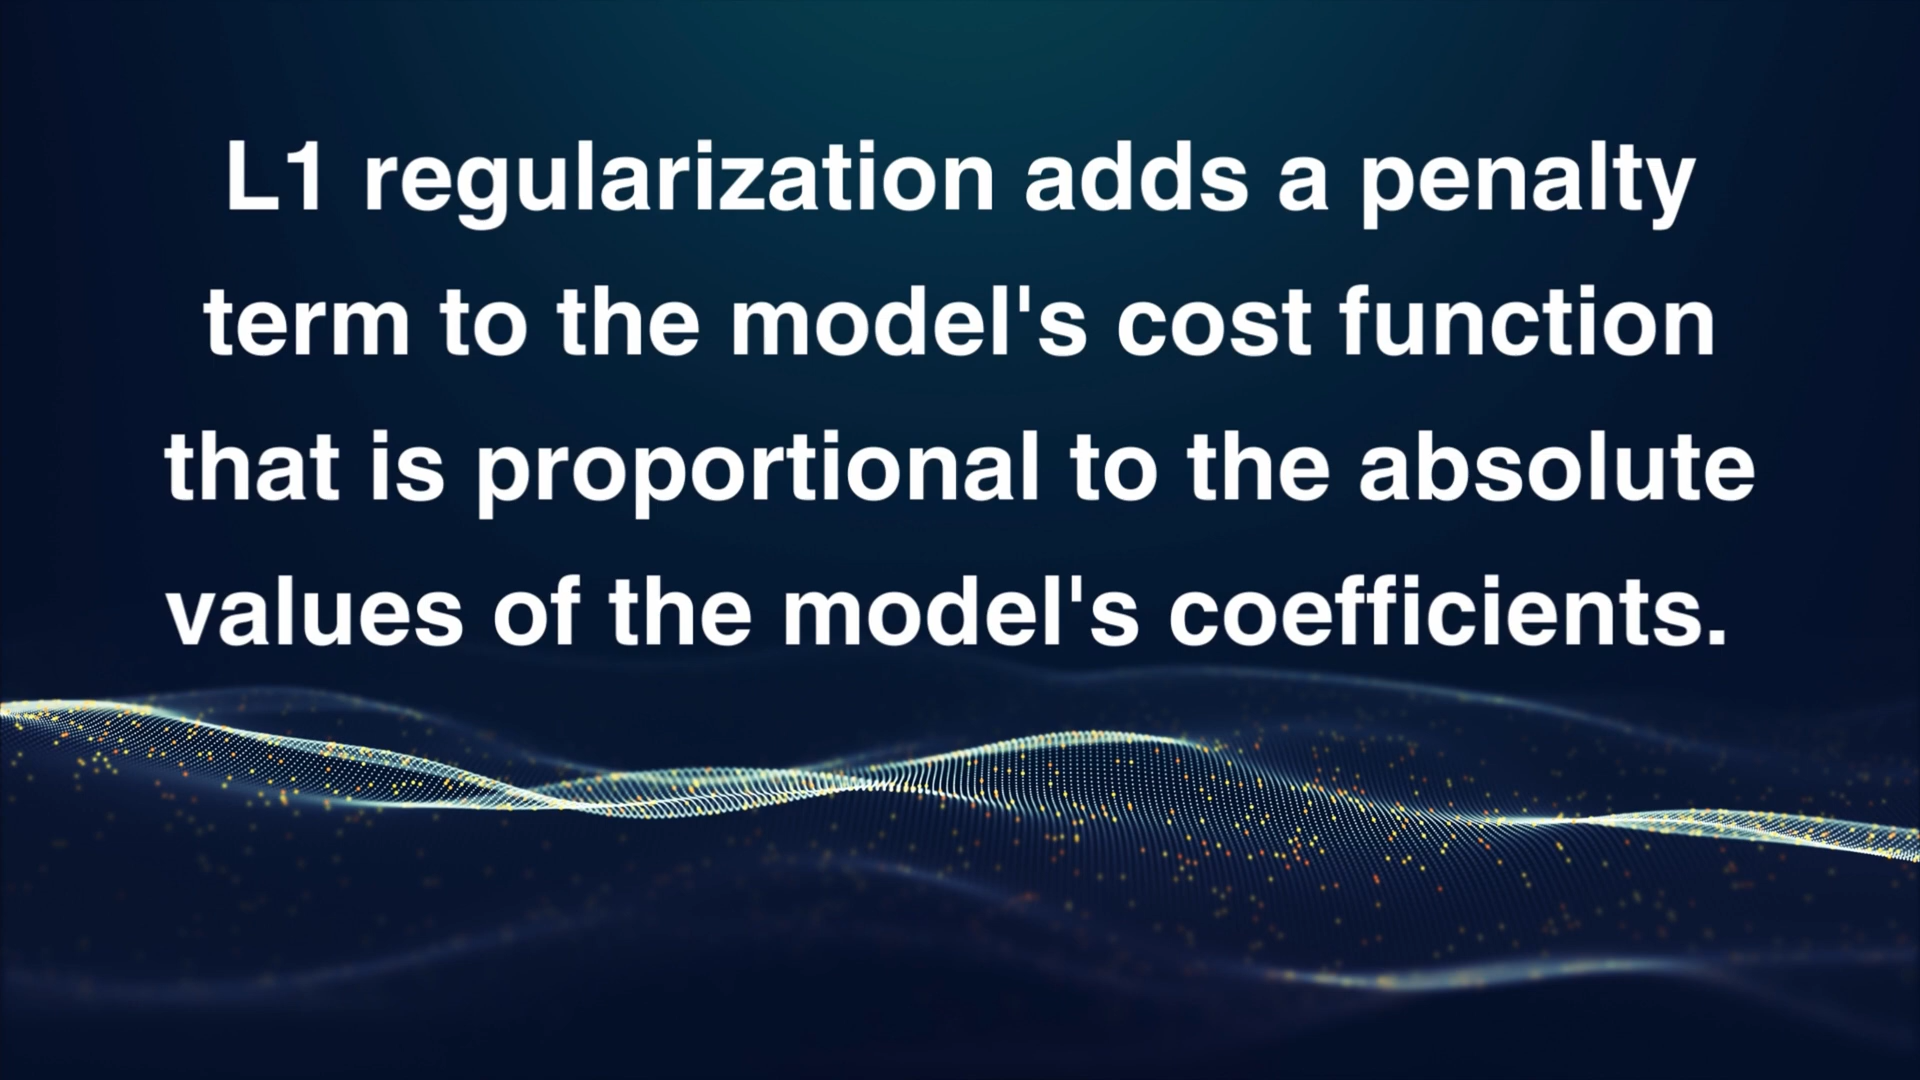 L1 regularization adds a penalty
term to the model's cost function
that is proportional to the absolute
values of the model's coefficients.